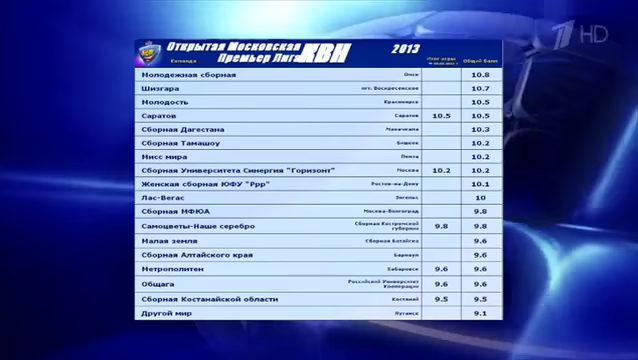 1 HD
КВН
Открытая Московская
Премьер Лига КВН 2013
Команда Итог игры Общий балл
Молодежная сборная Омск 10.8
Шизгара пгт. Воскресенское 10.7
Молодость Красноярск 10.5
Саратов Саратов 10.5 10.5
Сборная Дагестана Махачкала 10.3
Сборная Тамашоу Бишкек 10.2
Мисс мира Пенза 10.2
Сборная Университета Синергия "Горизонт" Москва 10.2 10.2
Женская сборная ЮФУ "Ррр" Ростов-на-Дону 10.1
Лас-Вегас Энгельс 10
Сборная МФЮА Москва-Волгоград 9.8
Самоцветы-Наше серебро Сборная Костромской губернии 9.8 9.8
Малая земля Сборная Батайска 9.6
Сборная Алтайского края Барнаул 9.6
Метрополитен Хабаровск 9.6 9.6
Общага Российский Университет Кооперации 9.6 9.6
Сборная Костанайской области Костанай 9.5 9.5
Другой мир Луганск 9.1